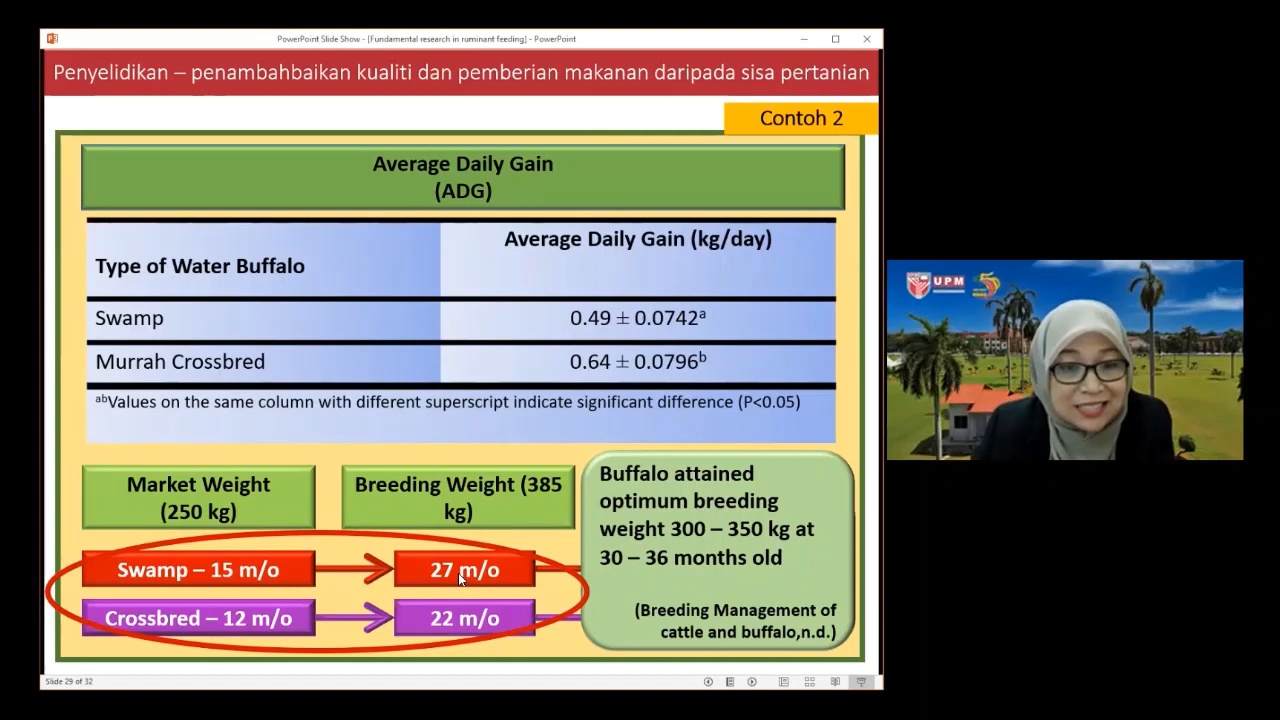 PowerPoint Slide Show - [Fundamental research in ruminant feeding] - PowerPoint
Penyelidikan – penambahbaikan kualiti dan pemberian makanan daripada sisa pertanian
Contoh 2
Average Daily Gain
(ADG)
Type of Water Buffalo
Average Daily Gain (kg/day)
Swamp
0.49 ± 0.0742ᵃ
Murrah Crossbred
0.64 ± 0.0796ᵇ
ᵃᵇValues on the same column with different superscript indicate significant difference (P<0.05)
Market Weight
(250 kg)
Breeding Weight (385
kg)
Swamp – 15 m/o
27 m/o
Crossbred – 12 m/o
22 m/o
Buffalo attained
optimum breeding
weight 300 – 350 kg at
30 – 36 months old
(Breeding Management of
cattle and buffalo,n.d.)
Slide 29 of 32
UPM